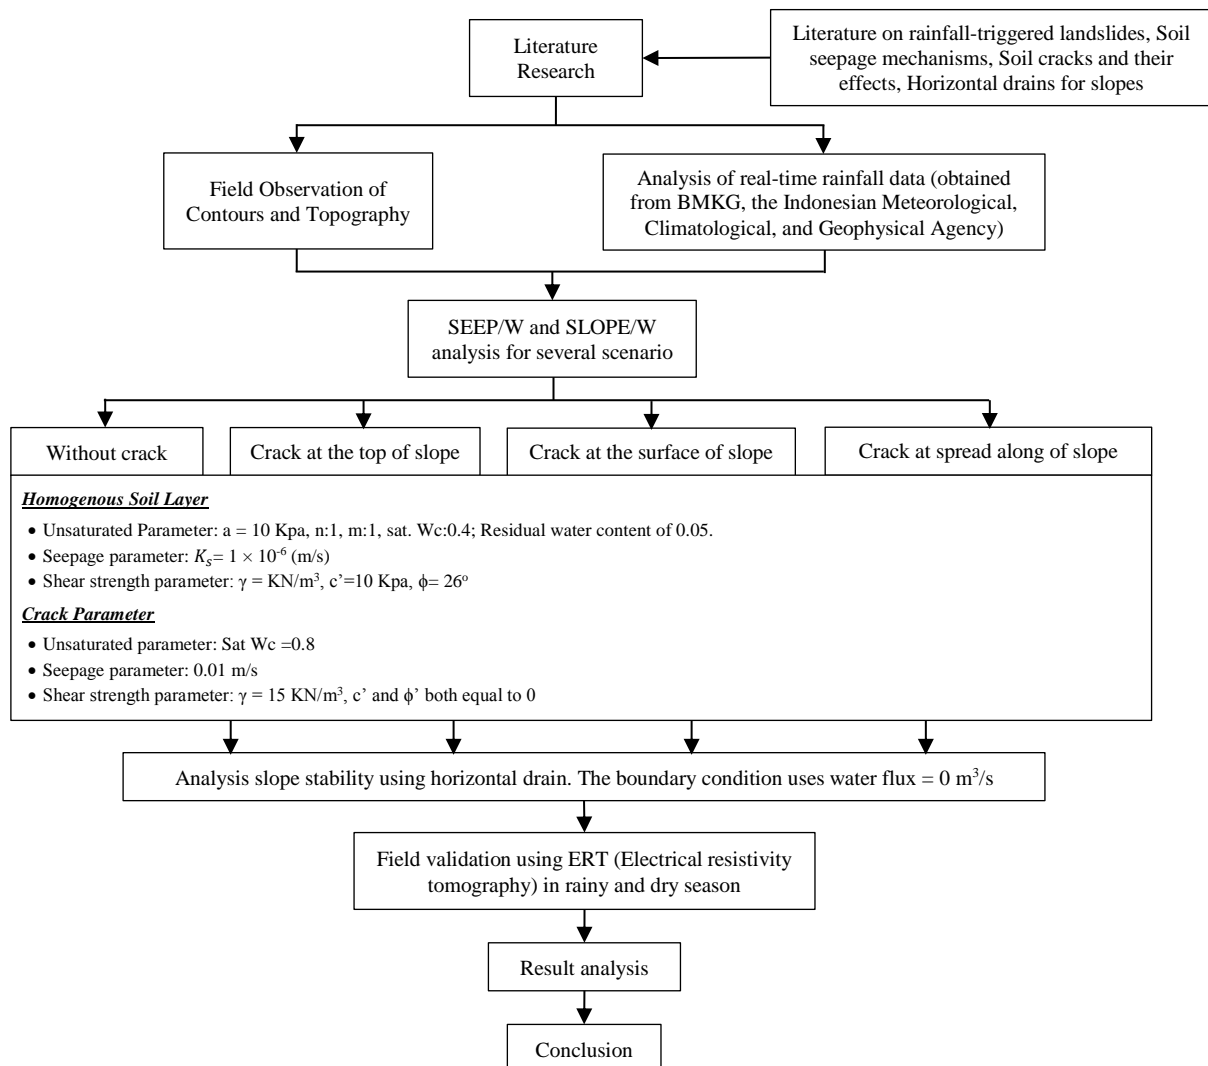 Literature
Research
Literature on rainfall-triggered landslides, Soil
seepage mechanisms, Soil cracks and their
effects, Horizontal drains for slopes
Field Observation of
Contours and Topography
Analysis of real-time rainfall data (obtained
from BMKG, the Indonesian Meteorological,
Climatological, and Geophysical Agency)
SEEP/W and SLOPE/W
analysis for several scenario
Without crack
Crack at the top of slope
Crack at the surface of slope
Crack at spread along of slope
Homogenous Soil Layer
• Unsaturated Parameter: a = 10 Kpa, n:1, m:1, sat. Wc:0.4; Residual water content of 0.05.
• Seepage parameter: Kₛ= 1 × 10⁻⁶ (m/s)
• Shear strength parameter: γ = KN/m³, c’=10 Kpa, ϕ= 26º
Crack Parameter
• Unsaturated parameter: Sat Wc =0.8
• Seepage parameter: 0.01 m/s
• Shear strength parameter: γ = 15 KN/m³, c’ and ϕ’ both equal to 0
Analysis slope stability using horizontal drain. The boundary condition uses water flux = 0 m³/s
Field validation using ERT (Electrical resistivity
tomography) in rainy and dry season
Result analysis
Conclusion